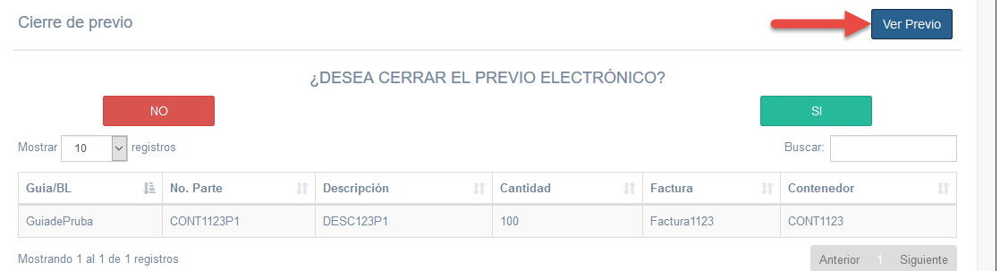 Cierre de previo
Ver Previo
¿DESEA CERRAR EL PREVIO ELECTRÓNICO?
NO
SI
Mostrar 10 registros
Buscar:
Guia/BL No. Parte Descripción Cantidad Factura Contenedor
GuiadePruba CONT1123P1 DESC123P1 100 Factura1123 CONT1123
Mostrando 1 al 1 de 1 registros
Anterior 1 Siguiente